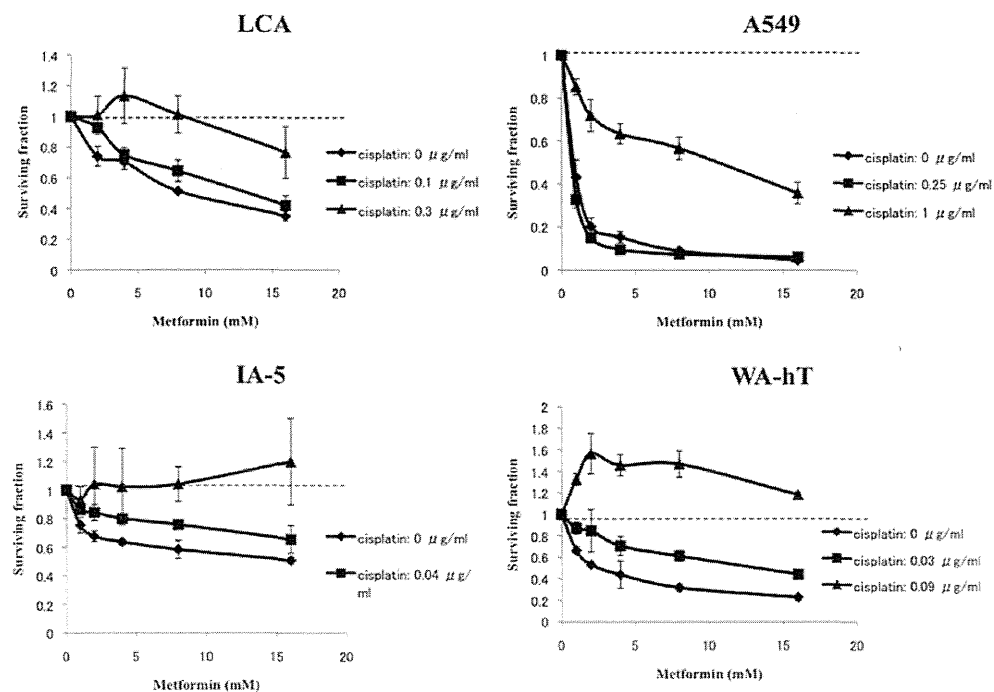 LCA
1.4
1.2
1
0.8
0.6
0.4
0.2
0
Surviving fraction
0 5 10 15 20
Metformin (mM)
cisplatin: 0 μg/ml
cisplatin: 0.1 μg/ml
cisplatin: 0.3 μg/ml
A549
1
0.8
0.6
0.4
0.2
0
Surviving fraction
0 5 10 15 20
Metformin (mM)
cisplatin: 0 μg/ml
cisplatin: 0.25 μg/ml
cisplatin: 1 μg/ml
IA-5
1.6
1.4
1.2
1
0.8
0.6
0.4
0.2
0
Surviving fraction
0 5 10 15 20
Metformin (mM)
cisplatin: 0 μg/ml
cisplatin: 0.04 μg/
ml
WA-hT
2
1.8
1.6
1.4
1.2
1
0.8
0.6
0.4
0.2
0
Surviving fraction
0 5 10 15 20
Metformin (mM)
cisplatin: 0 μg/ml
cisplatin: 0.03 μg/ml
cisplatin: 0.09 μg/ml